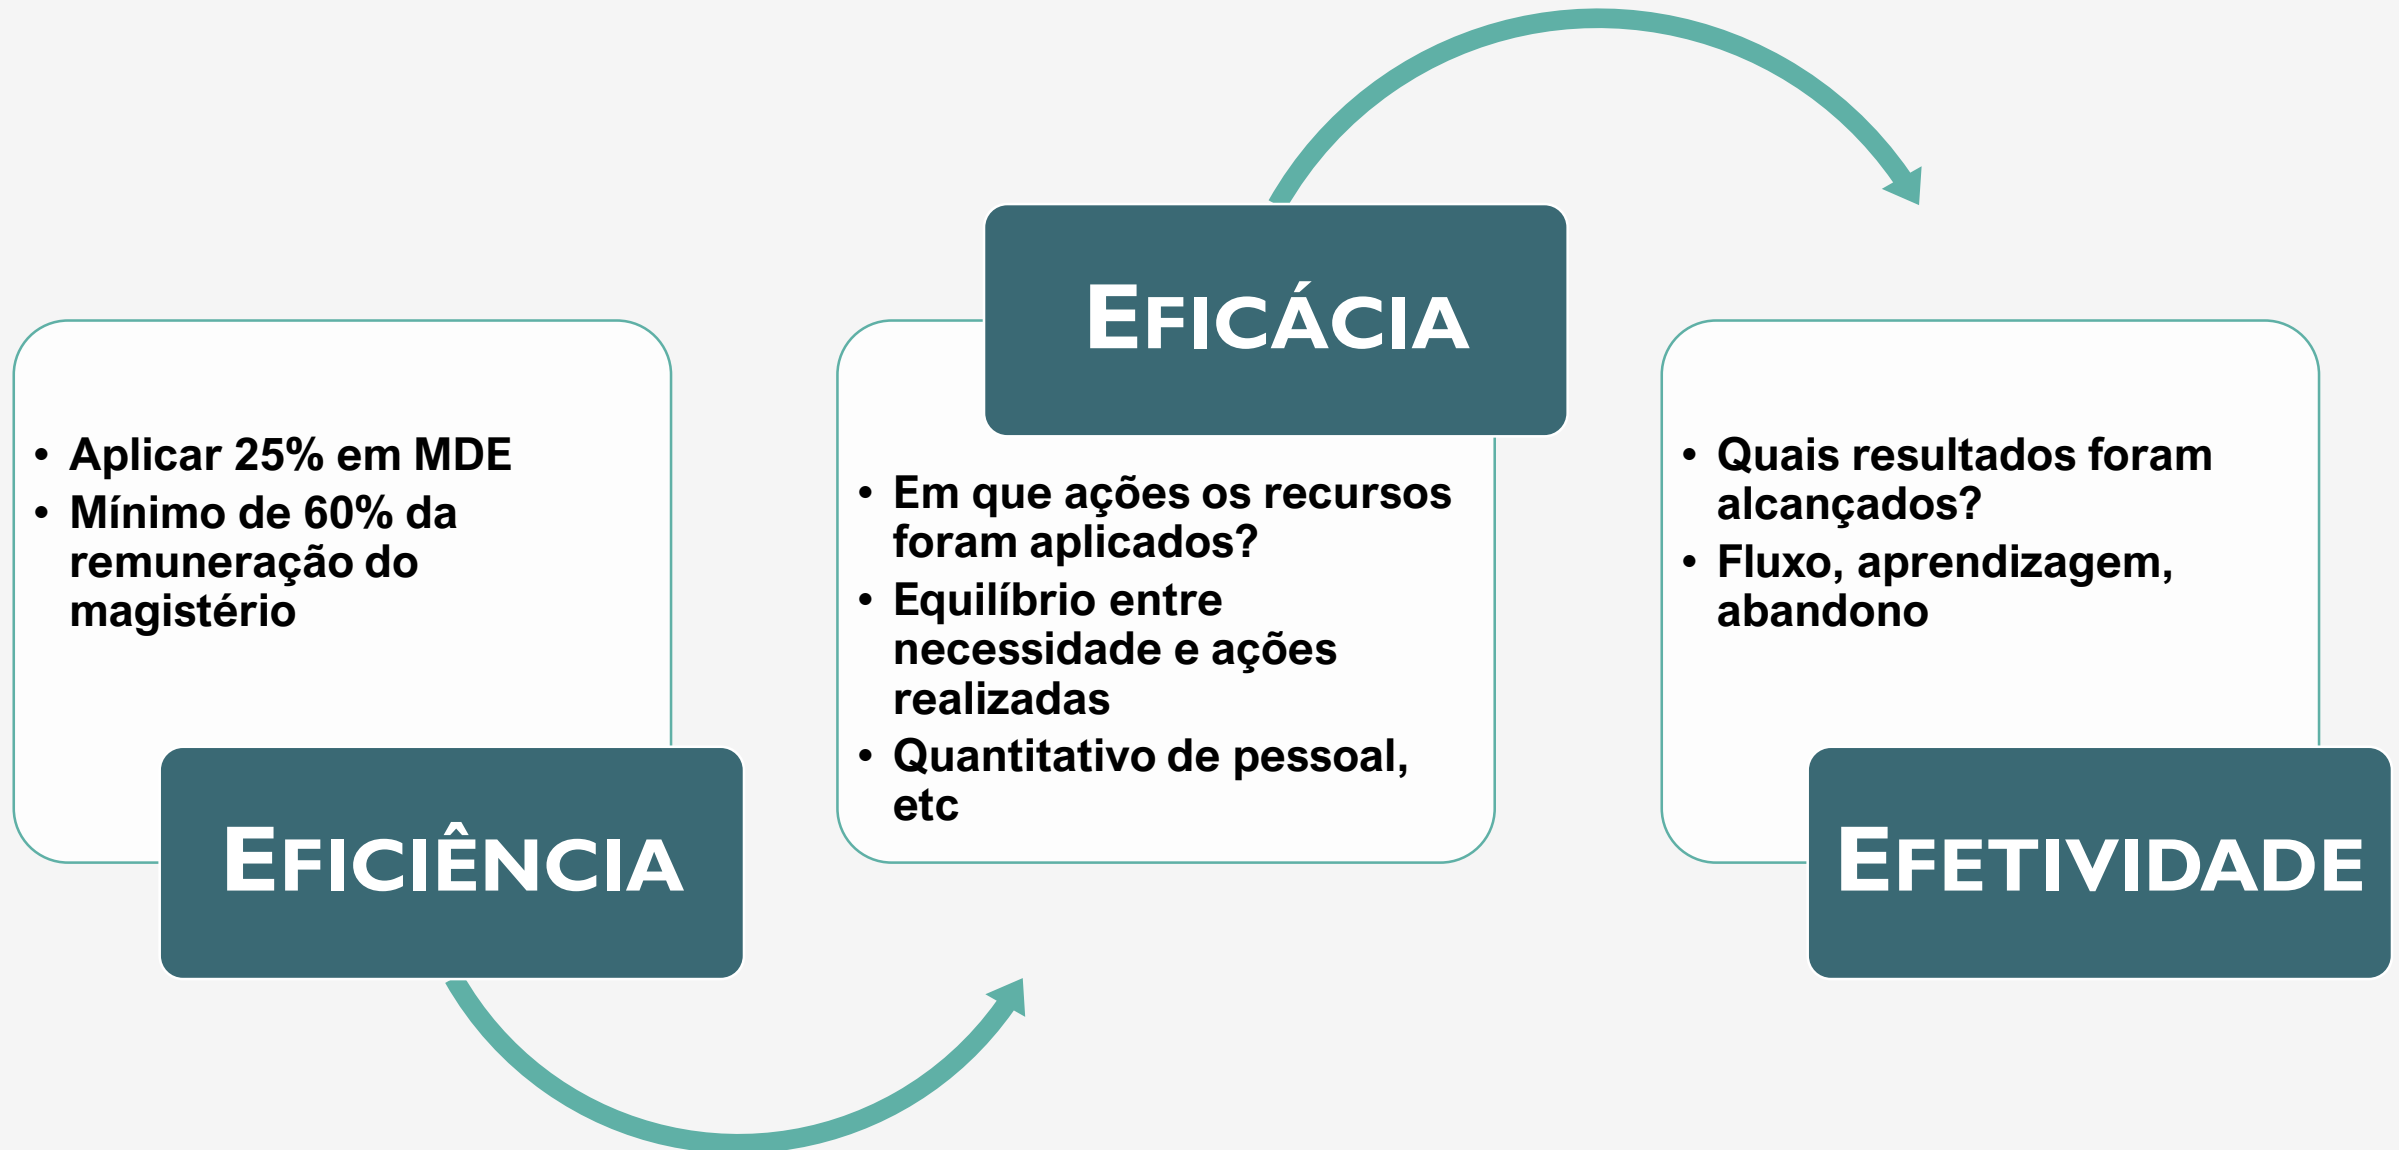 • Aplicar 25% em MDE
• Mínimo de 60% da
remuneração do
magistério
EFICIÊNCIA
EFICÁCIA
• Em que ações os recursos
foram aplicados?
• Equilíbrio entre
necessidade e ações
realizadas
• Quantitativo de pessoal,
etc
• Quais resultados foram
alcançados?
• Fluxo, aprendizagem,
abandono
EFETIVIDADE